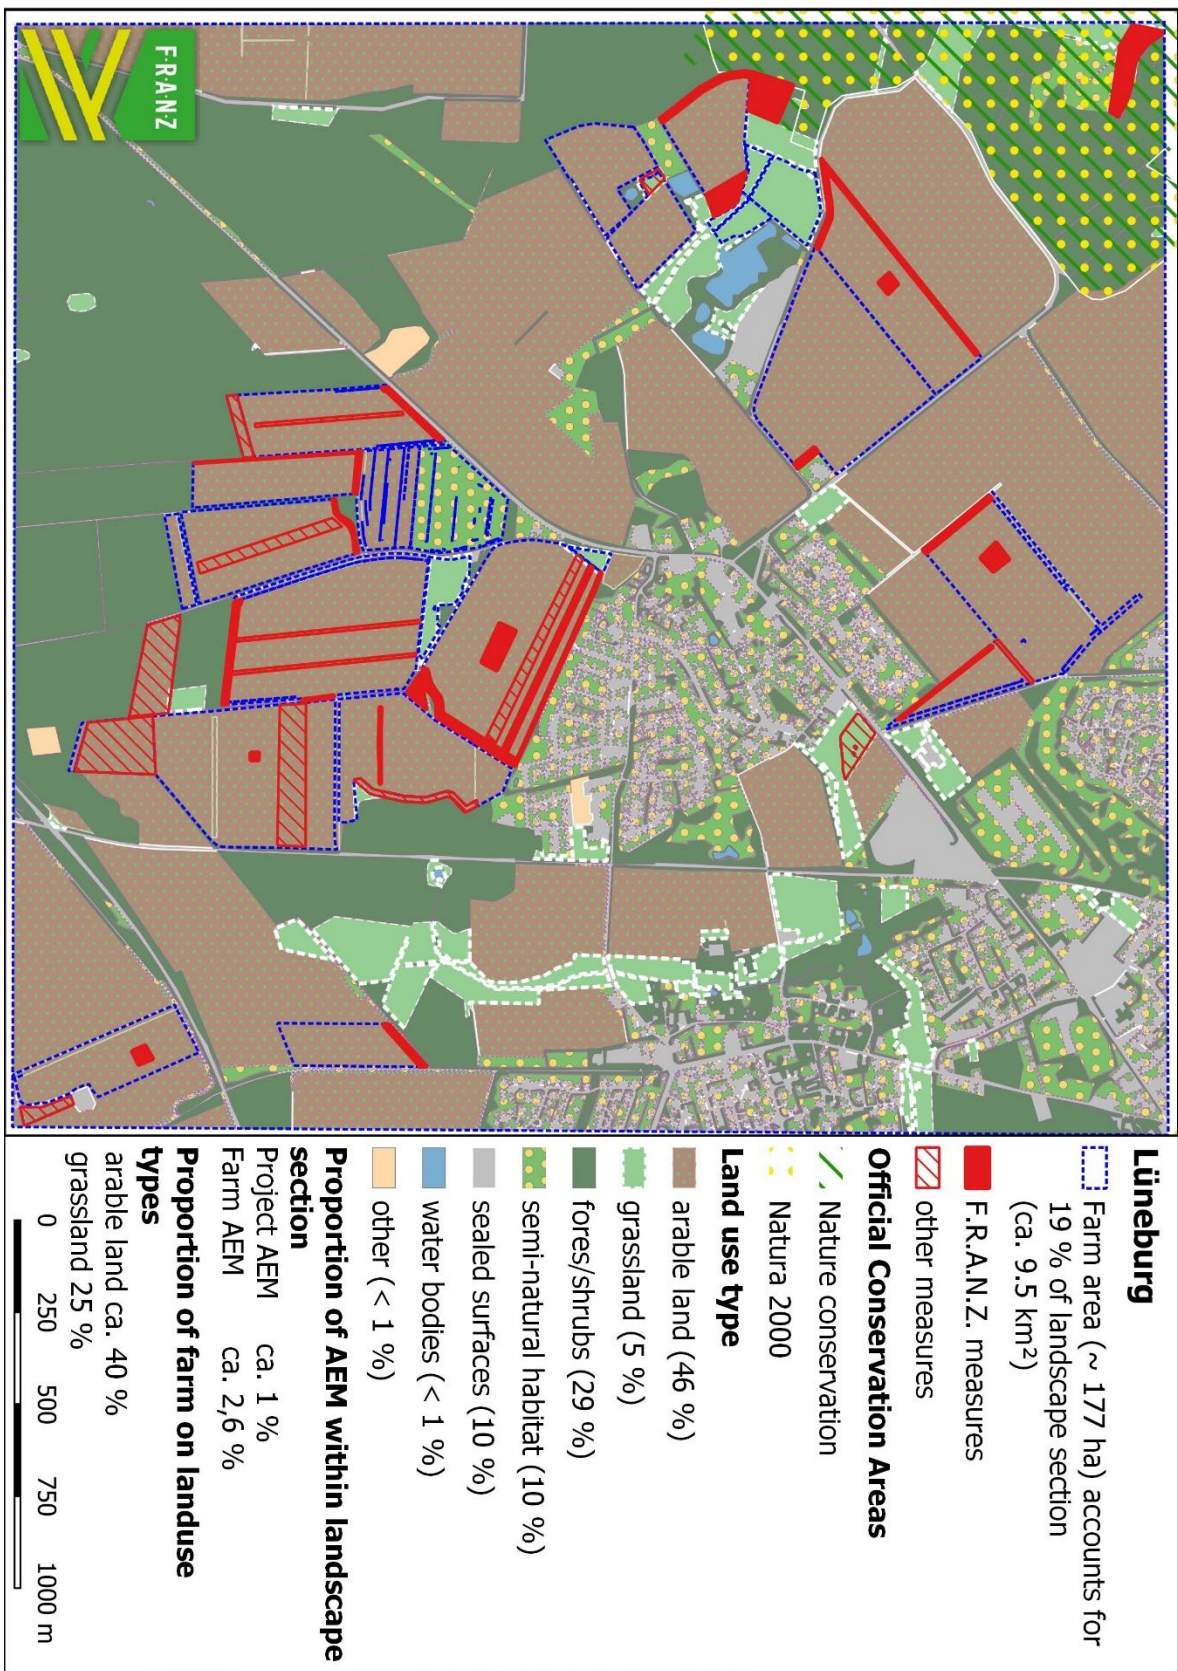 F·R·A·N·Z
Lüneburg
Farm area (~ 177 ha) accounts for
19 % of landscape section
(ca. 9.5 km²)
F.R.A.N.Z. measures
other measures
Official Conservation Areas
Nature conservation
Natura 2000
Land use type
arable land (46 %)
grassland (5 %)
fores/shrubs (29 %)
semi-natural habitat (10 %)
sealed surfaces (10 %)
water bodies (< 1 %)
other (< 1 %)
Proportion of AEM within landscape
section
Project AEM ca. 1 %
Farm AEM ca. 2,6 %
Proportion of farm on landuse
types
arable land ca. 40 %
grassland 25 %
0 250 500 750 1000 m